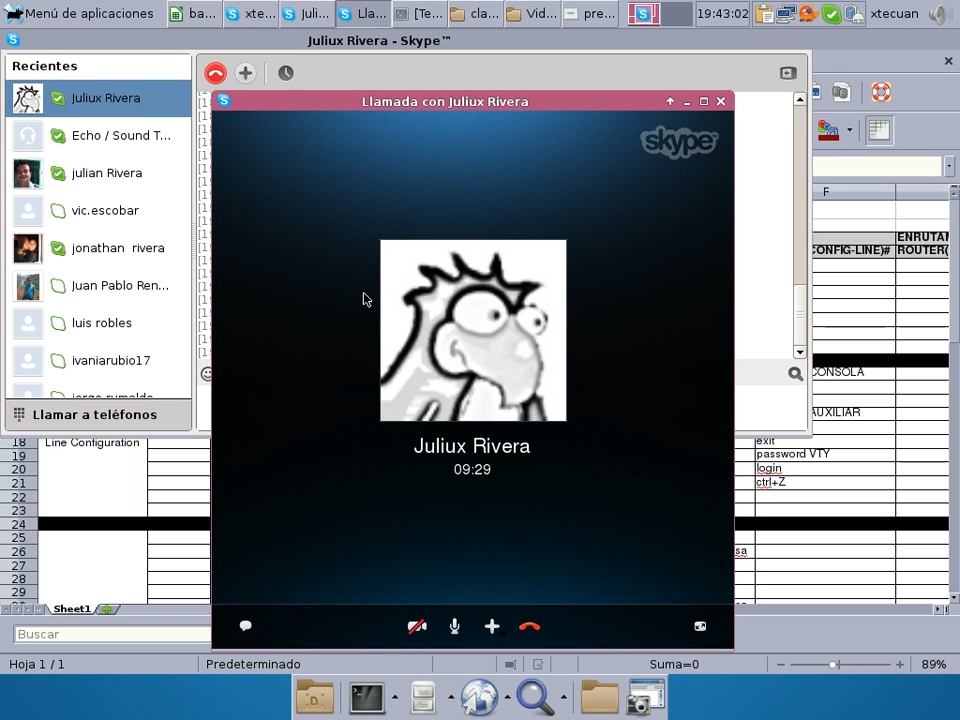 Menú de aplicaciones
ba...
xte...
Juli...
Lla...
[Te...
cla...
Vid...
pre...
19:43:02
xtecuan
Juliux Rivera - Skype™
Recientes
Juliux Rivera
Echo / Sound T...
julian Rivera
vic.escobar
jonathan rivera
Juan Pablo Ren...
luis robles
ivaniarubio17
Llamar a teléfonos
Llamada con Juliux Rivera
skype
Juliux Rivera
09:29
F
ENRUTAM
CONFIG-LINE)#
ROUTER(
CONSOLA
AUXILIAR
exit
18
Line Configuration
19
password VTY
20
login
21
ctrl+Z
22
23
24
25
26
sa
27
28
29
Sheet1
Buscar
Hoja 1 / 1
Predeterminado
Suma=0
89%